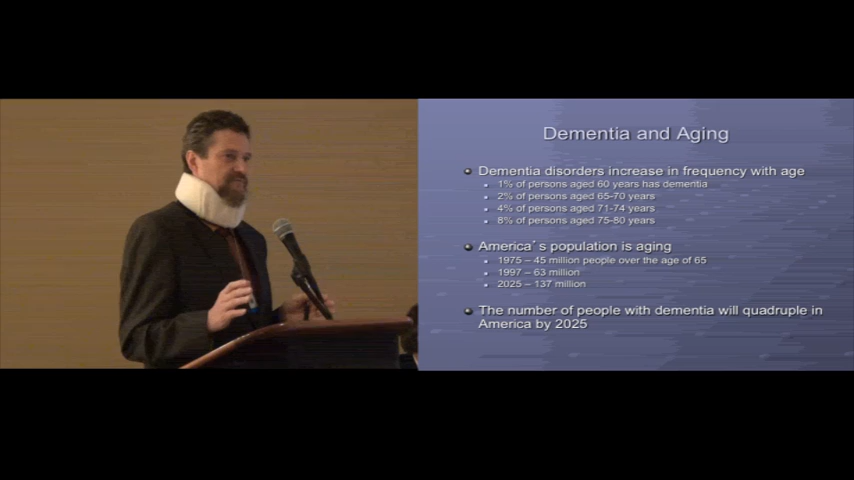 Dementia and Aging
Dementia disorders increase in frequency with age
1% of persons aged 60 years has dementia
2% of persons aged 65-70 years
4% of persons aged 71-74 years
8% of persons aged 75-80 years
America´s population is aging
1975 – 45 million people over the age of 65
1997 – 63 million
2025 – 137 million
The number of people with dementia will quadruple in
America by 2025